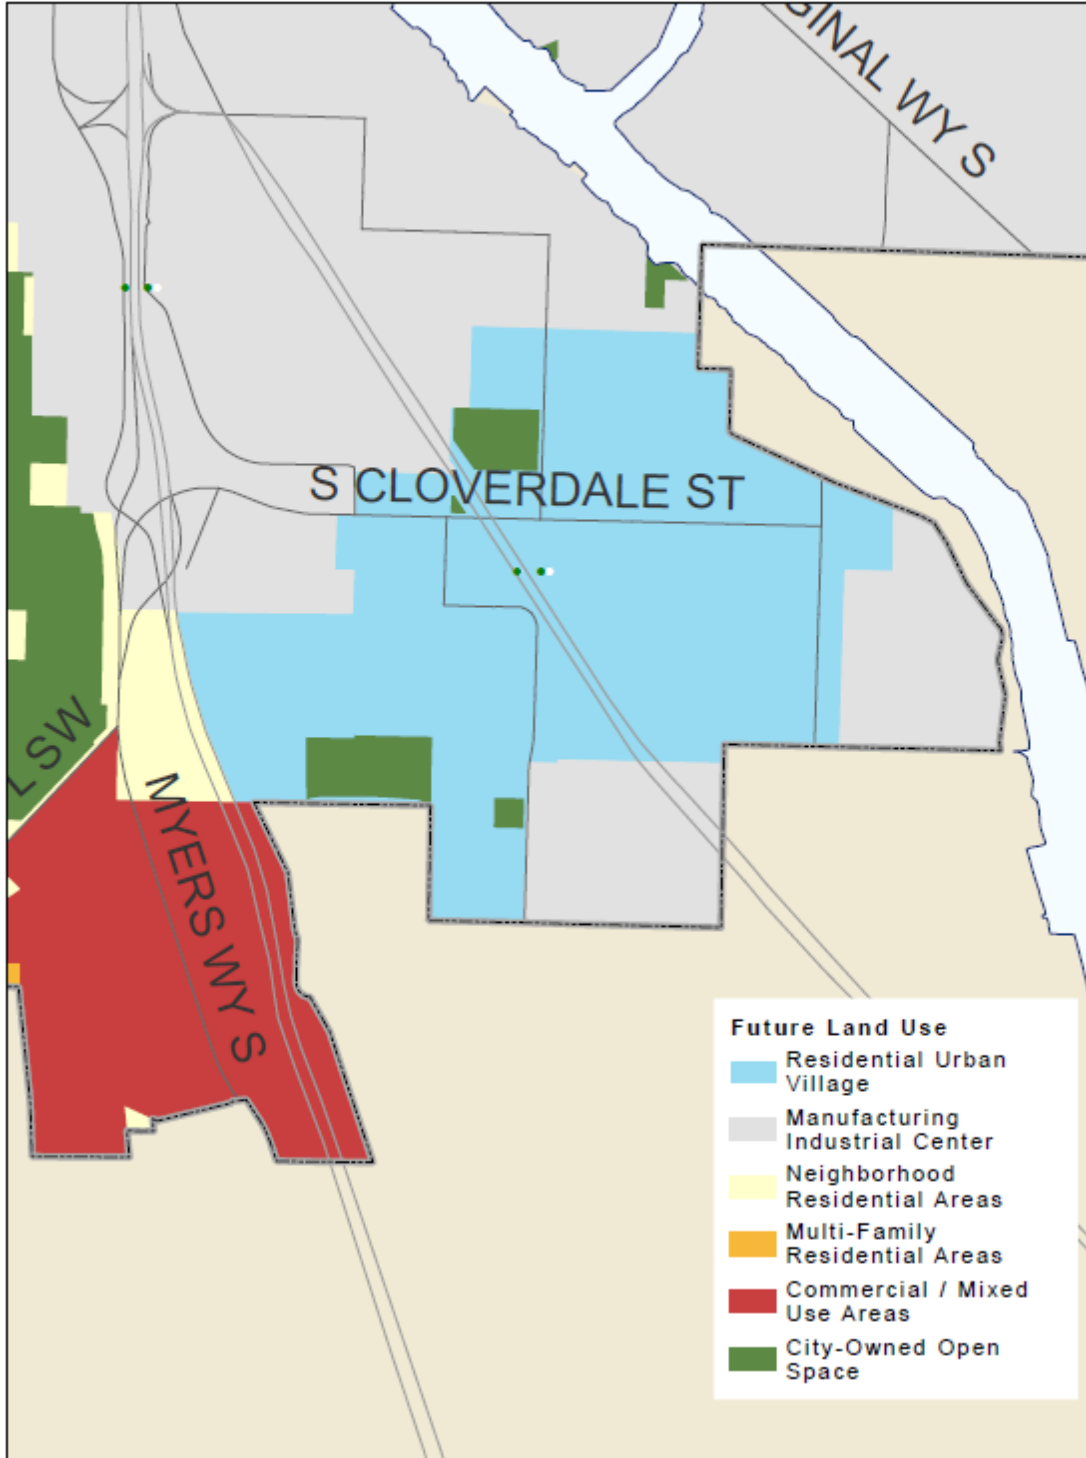 GINAL WY S
S CLOVERDALE ST
L SW
MYERS WY S
Future Land Use
Residential Urban
Village
Manufacturing
Industrial Center
Neighborhood
Residential Areas
Multi-Family
Residential Areas
Commercial / Mixed
Use Areas
City-Owned Open
Space